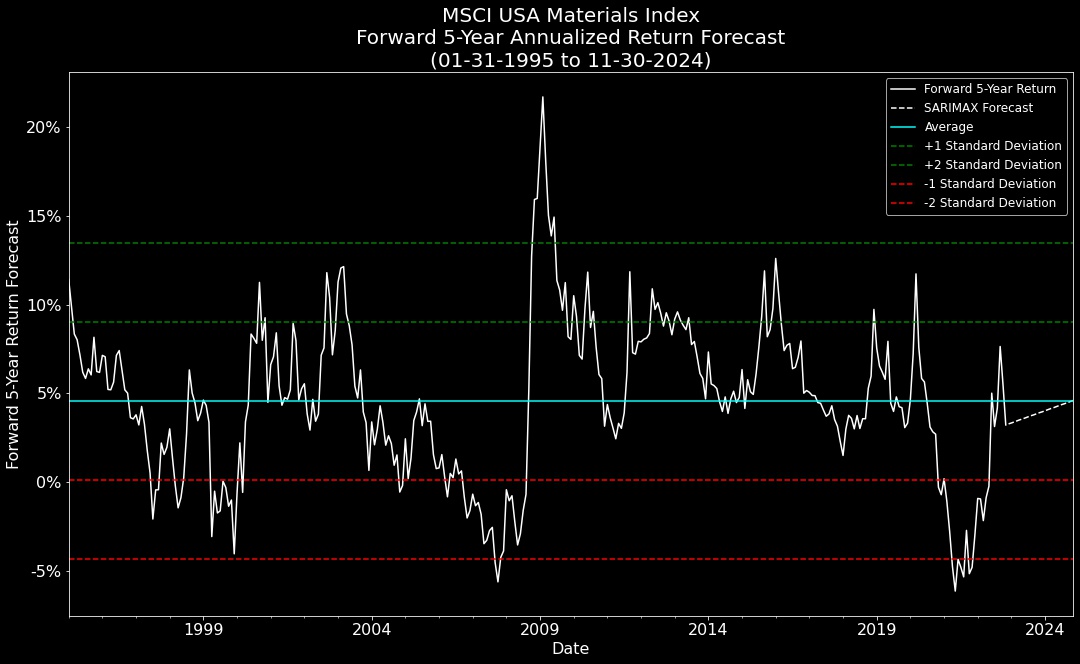 MSCI USA Materials Index
Forward 5-Year Annualized Return Forecast
(01-31-1995 to 11-30-2024)
Forward 5-Year Return
SARIMAX Forecast
Average
+1 Standard Deviation
+2 Standard Deviation
-1 Standard Deviation
-2 Standard Deviation
Forward 5-Year Return Forecast
20%
15%
10%
5%
0%
-5%
1999 2004 2009 2014 2019 2024
Date